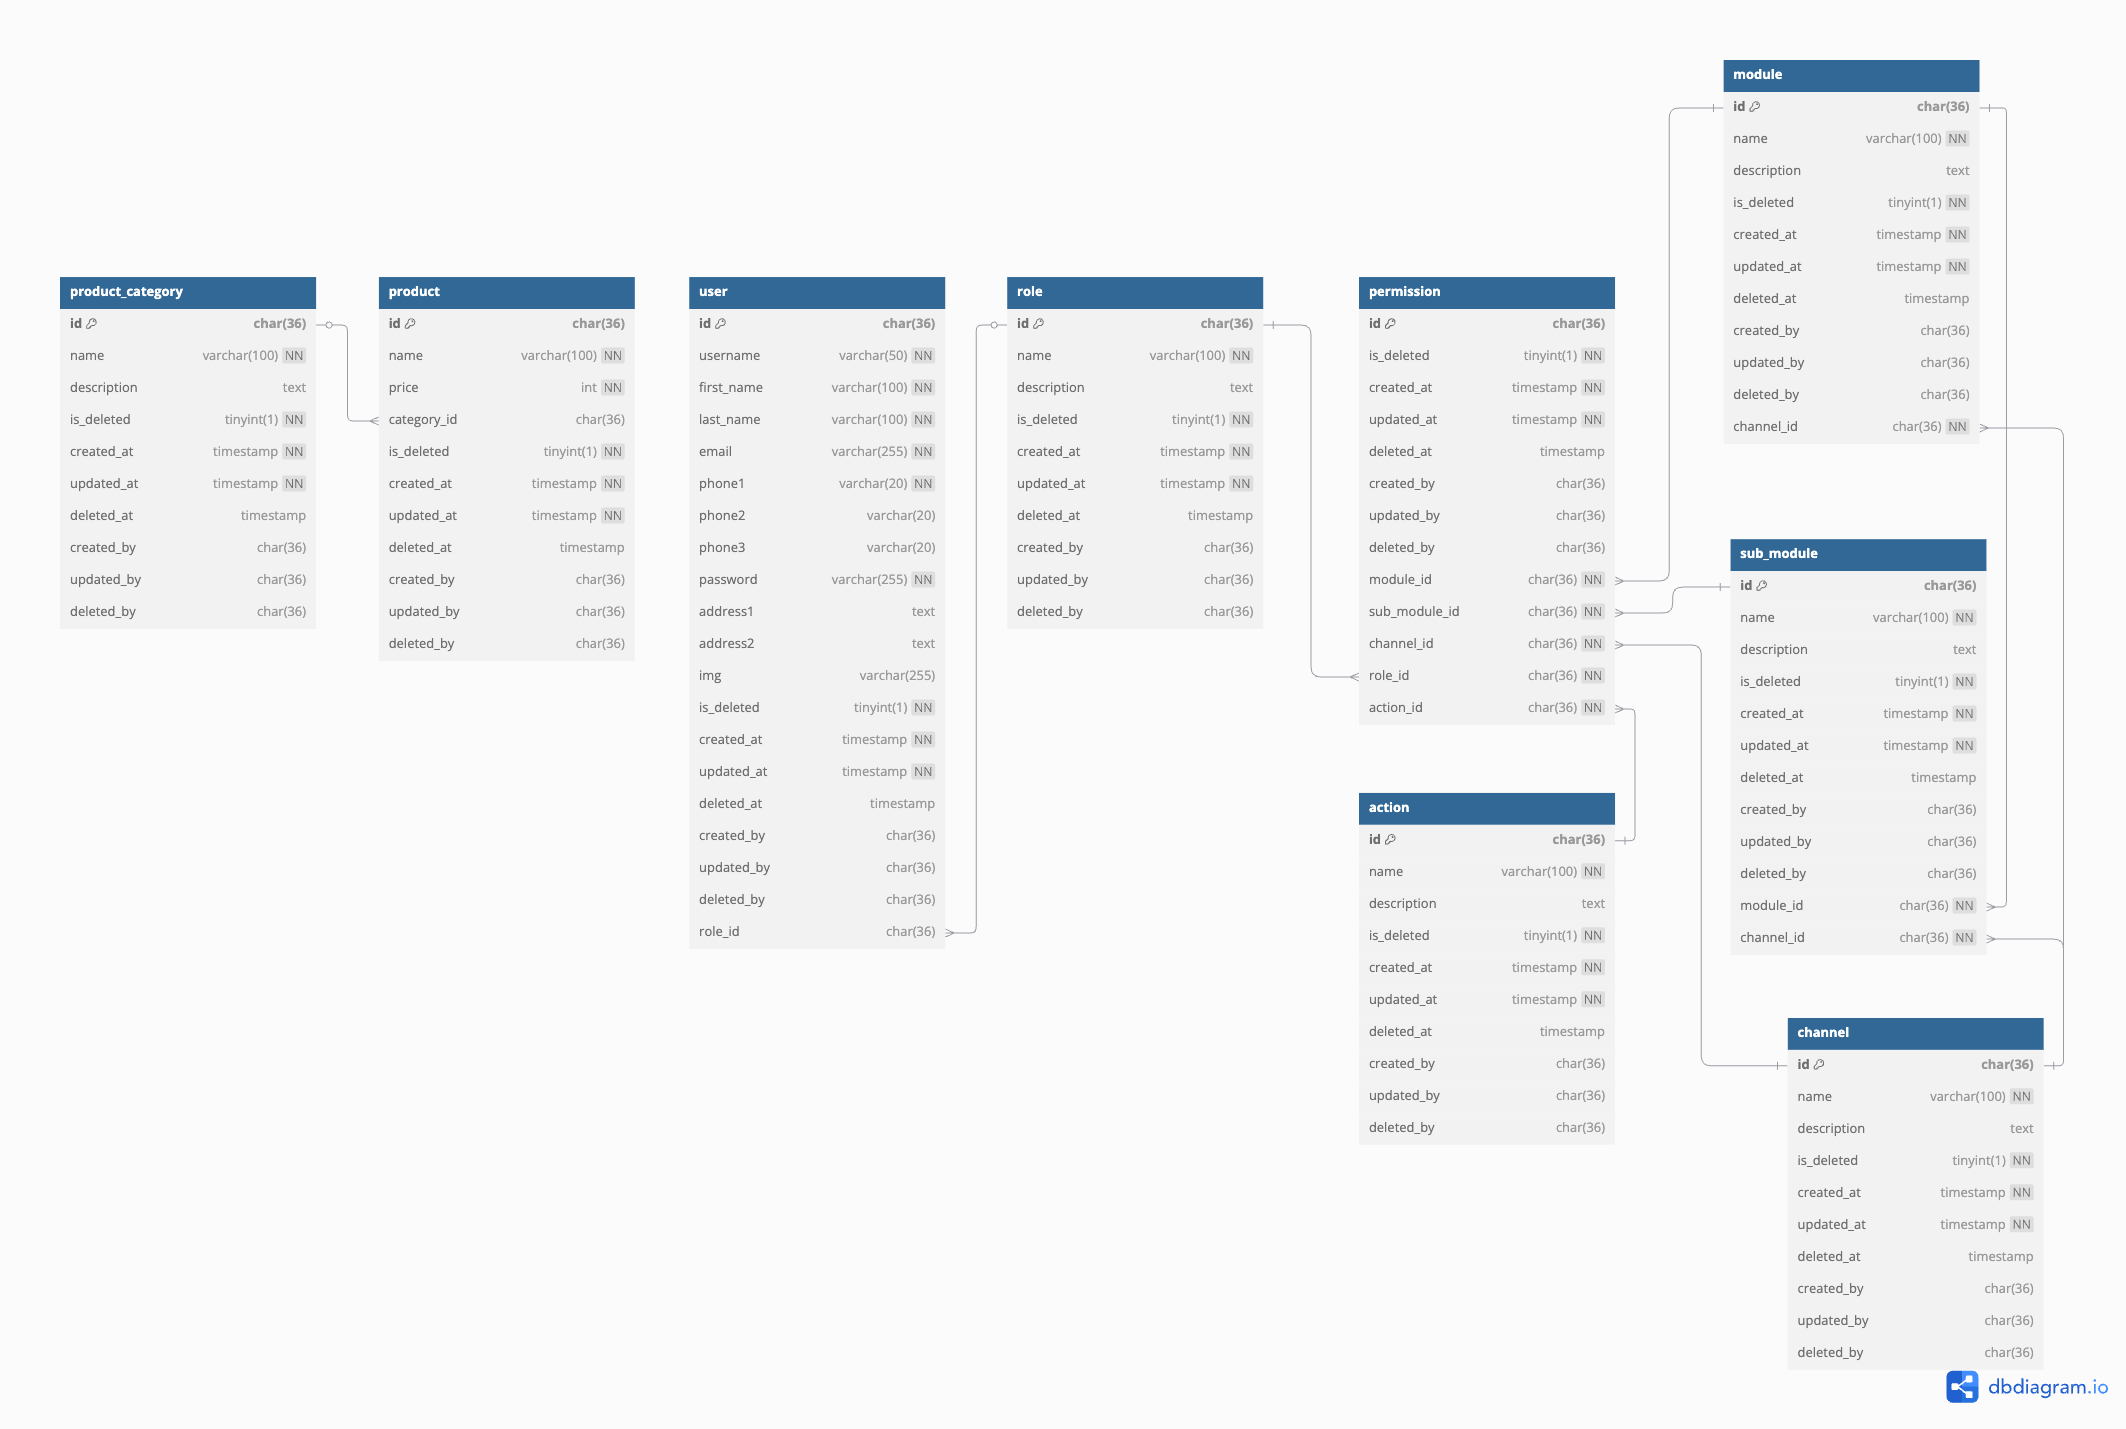 module
id char(36)
name varchar(100) NN
description text
is_deleted tinyint(1) NN
created_at timestamp NN
updated_at timestamp NN
deleted_at timestamp
created_by char(36)
updated_by char(36)
deleted_by char(36)
channel_id char(36) NN
product_category
id char(36)
name varchar(100) NN
description text
is_deleted tinyint(1) NN
created_at timestamp NN
updated_at timestamp NN
deleted_at timestamp
created_by char(36)
updated_by char(36)
deleted_by char(36)
product
id char(36)
name varchar(100) NN
price int NN
category_id char(36)
is_deleted tinyint(1) NN
created_at timestamp NN
updated_at timestamp NN
deleted_at timestamp
created_by char(36)
updated_by char(36)
deleted_by char(36)
user
id char(36)
username varchar(50) NN
first_name varchar(100) NN
last_name varchar(100) NN
email varchar(255) NN
phone1 varchar(20) NN
phone2 varchar(20)
phone3 varchar(20)
password varchar(255) NN
address1 text
address2 text
img varchar(255)
is_deleted tinyint(1) NN
created_at timestamp NN
updated_at timestamp NN
deleted_at timestamp
created_by char(36)
updated_by char(36)
deleted_by char(36)
role_id char(36)
role
id char(36)
name varchar(100) NN
description text
is_deleted tinyint(1) NN
created_at timestamp NN
updated_at timestamp NN
deleted_at timestamp
created_by char(36)
updated_by char(36)
deleted_by char(36)
permission
id char(36)
is_deleted tinyint(1) NN
created_at timestamp NN
updated_at timestamp NN
deleted_at timestamp
created_by char(36)
updated_by char(36)
deleted_by char(36)
module_id char(36) NN
sub_module_id char(36) NN
channel_id char(36) NN
role_id char(36) NN
action_id char(36) NN
sub_module
id char(36)
name varchar(100) NN
description text
is_deleted tinyint(1) NN
created_at timestamp NN
updated_at timestamp NN
deleted_at timestamp
created_by char(36)
updated_by char(36)
deleted_by char(36)
module_id char(36) NN
channel_id char(36) NN
action
id char(36)
name varchar(100) NN
description text
is_deleted tinyint(1) NN
created_at timestamp NN
updated_at timestamp NN
deleted_at timestamp
created_by char(36)
updated_by char(36)
deleted_by char(36)
channel
id char(36)
name varchar(100) NN
description text
is_deleted tinyint(1) NN
created_at timestamp NN
updated_at timestamp NN
deleted_at timestamp
created_by char(36)
updated_by char(36)
deleted_by char(36)
dbdiagram.io